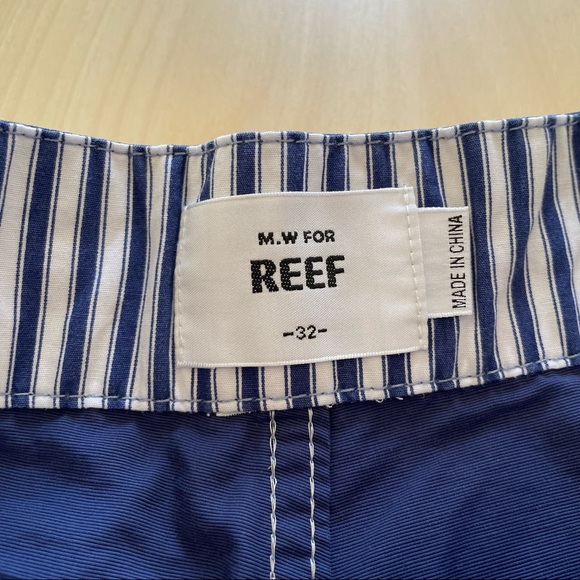 M.W FOR
REEF
-32-
MADE IN CHINA